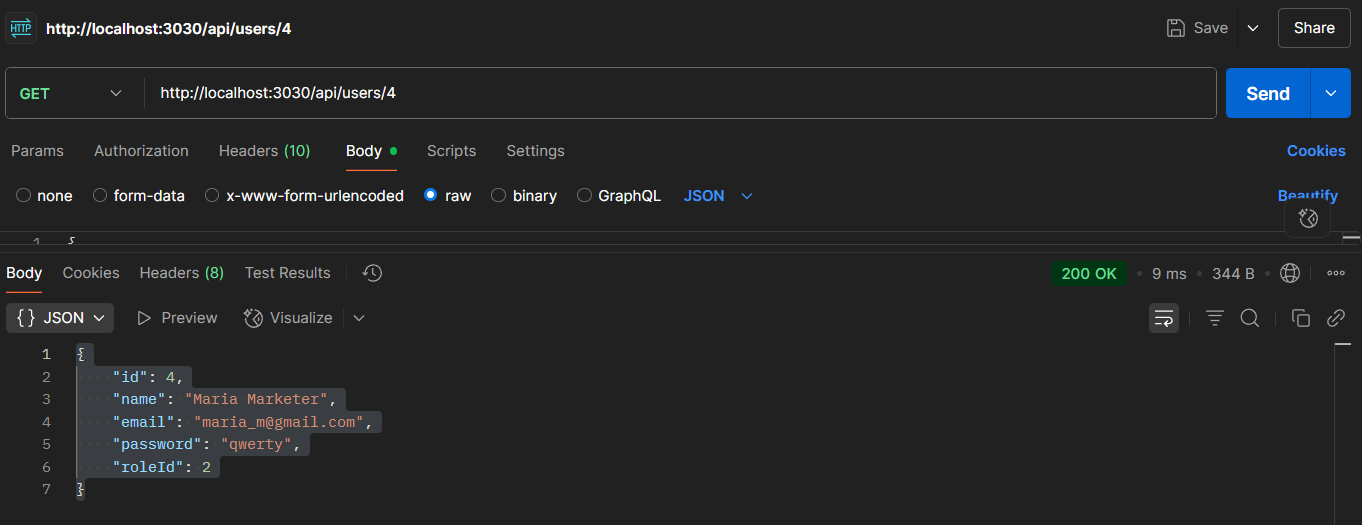 HTTP http://localhost:3030/api/users/4 Save Share
GET http://localhost:3030/api/users/4 Send
Params Authorization Headers (10) Body Scripts Settings Cookies
none form-data x-www-form-urlencoded raw binary GraphQL JSON Beautify
1 {
Body Cookies Headers (8) Test Results 200 OK • 9 ms • 344 B •
{} JSON Preview Visualize
1 {
2 "id": 4,
3 "name": "Maria Marketer",
4 "email": "maria_m@gmail.com",
5 "password": "qwerty",
6 "roleId": 2
7 }